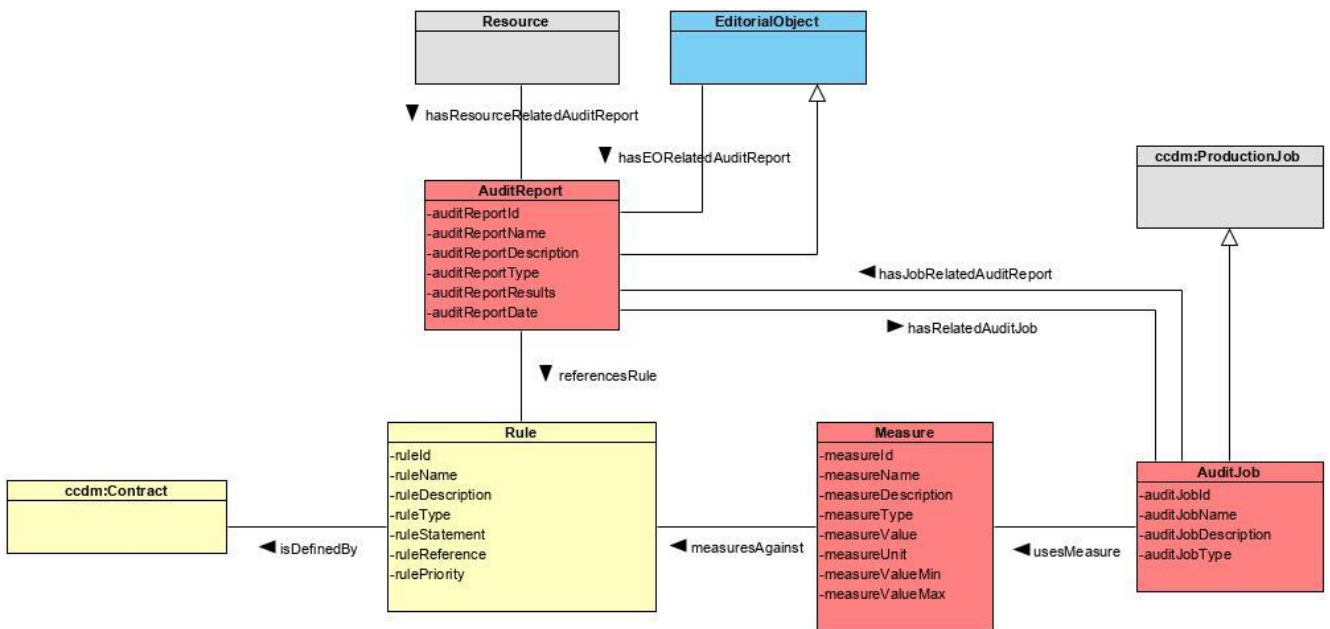 Resource
EditorialObject
hasResourceRelatedAuditReport
hasEORelatedAuditReport
ccdm:ProductionJob
AuditReport
-auditReportId
-auditReportName
-auditReportDescription
-auditReportType
-auditReportResults
-auditReportDate
hasJobRelatedAuditReport
hasRelatedAuditJob
referencesRule
Rule
-ruleId
-ruleName
-ruleDescription
-ruleType
-ruleStatement
-ruleReference
-rulePriority
Measure
-measureId
-measureName
-measureDescription
-measureType
-measureValue
-measureUnit
-measureValueMin
-measureValueMax
AuditJob
-auditJobId
-auditJobName
-auditJobDescription
-auditJobType
ccdm:Contract
isDefinedBy
measuresAgainst
usesMeasure